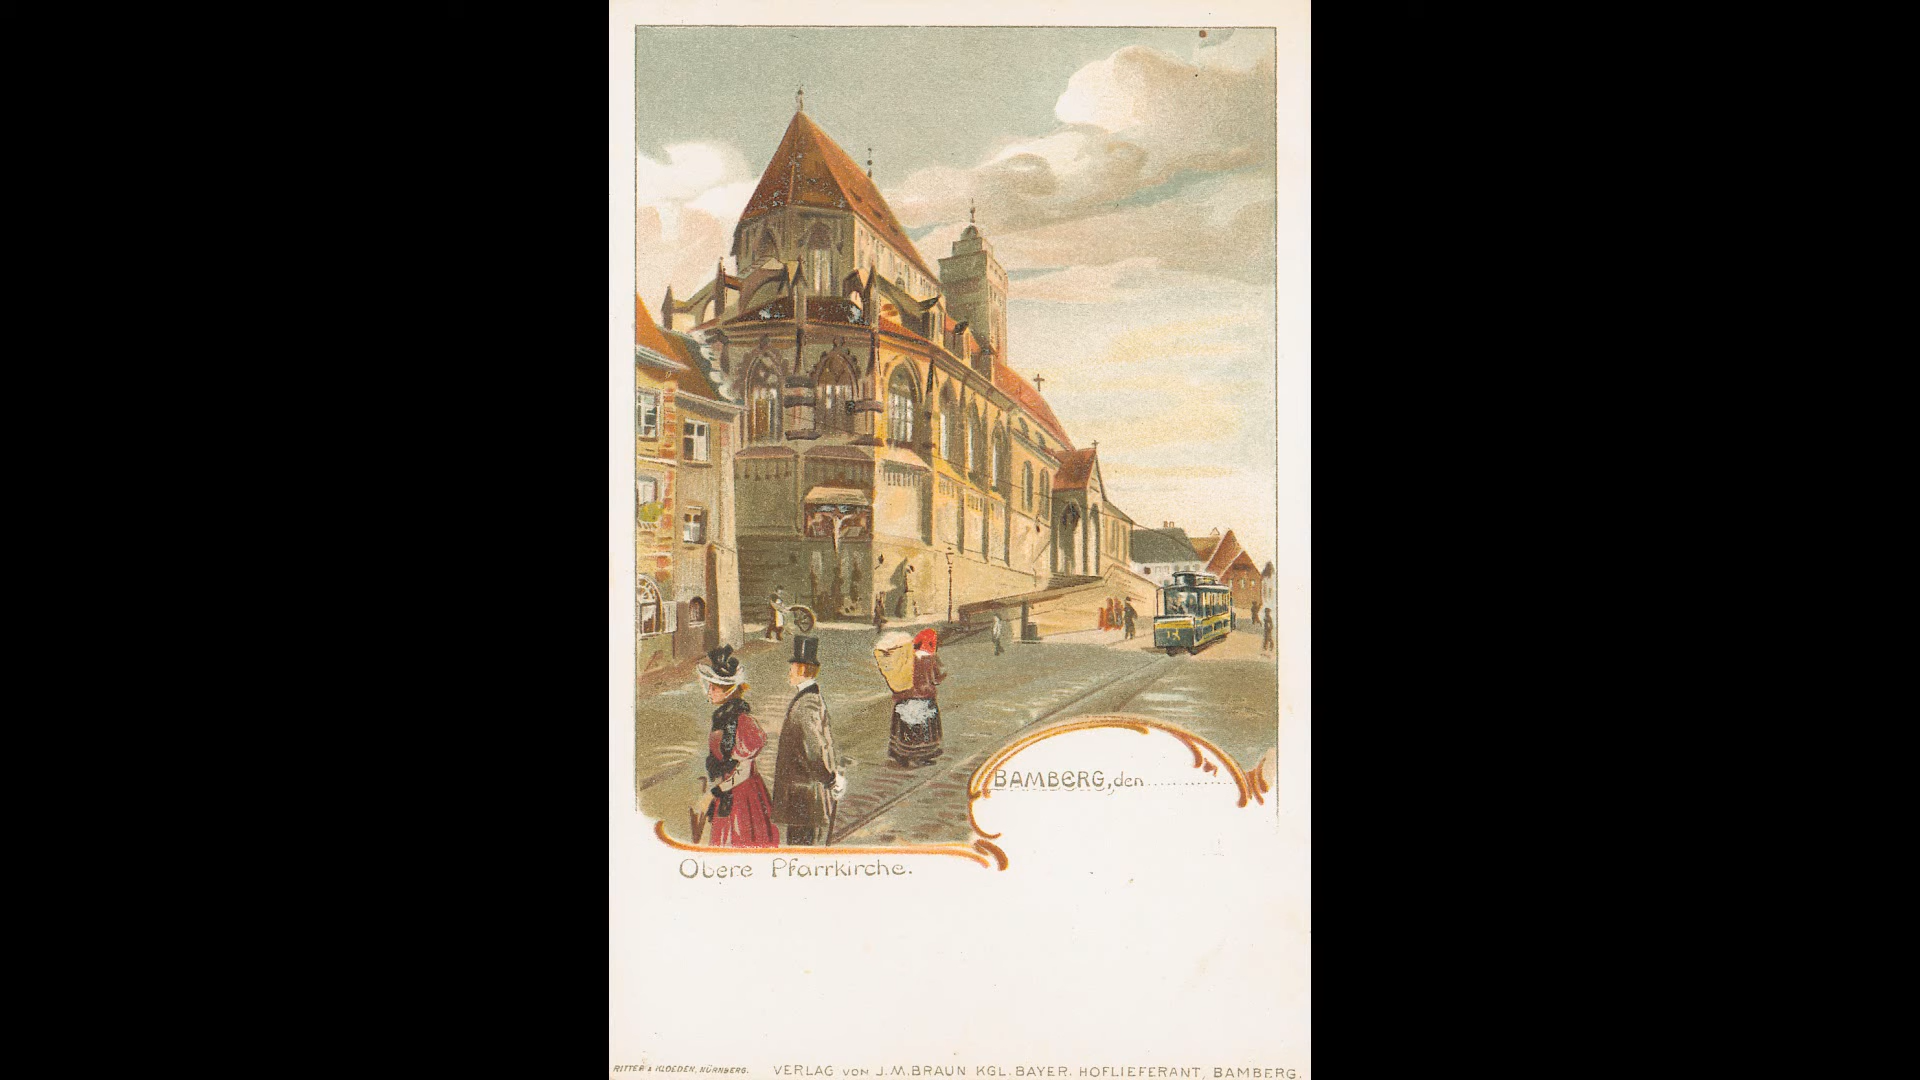 BAMBERG, den
Obere Pfarrkirche.
RITTER & KLOEDEN, NÜRNBERG. VERLAG VON J.M.BRAUN KGL. BAYER. HOFLIEFERANT, BAMBERG.